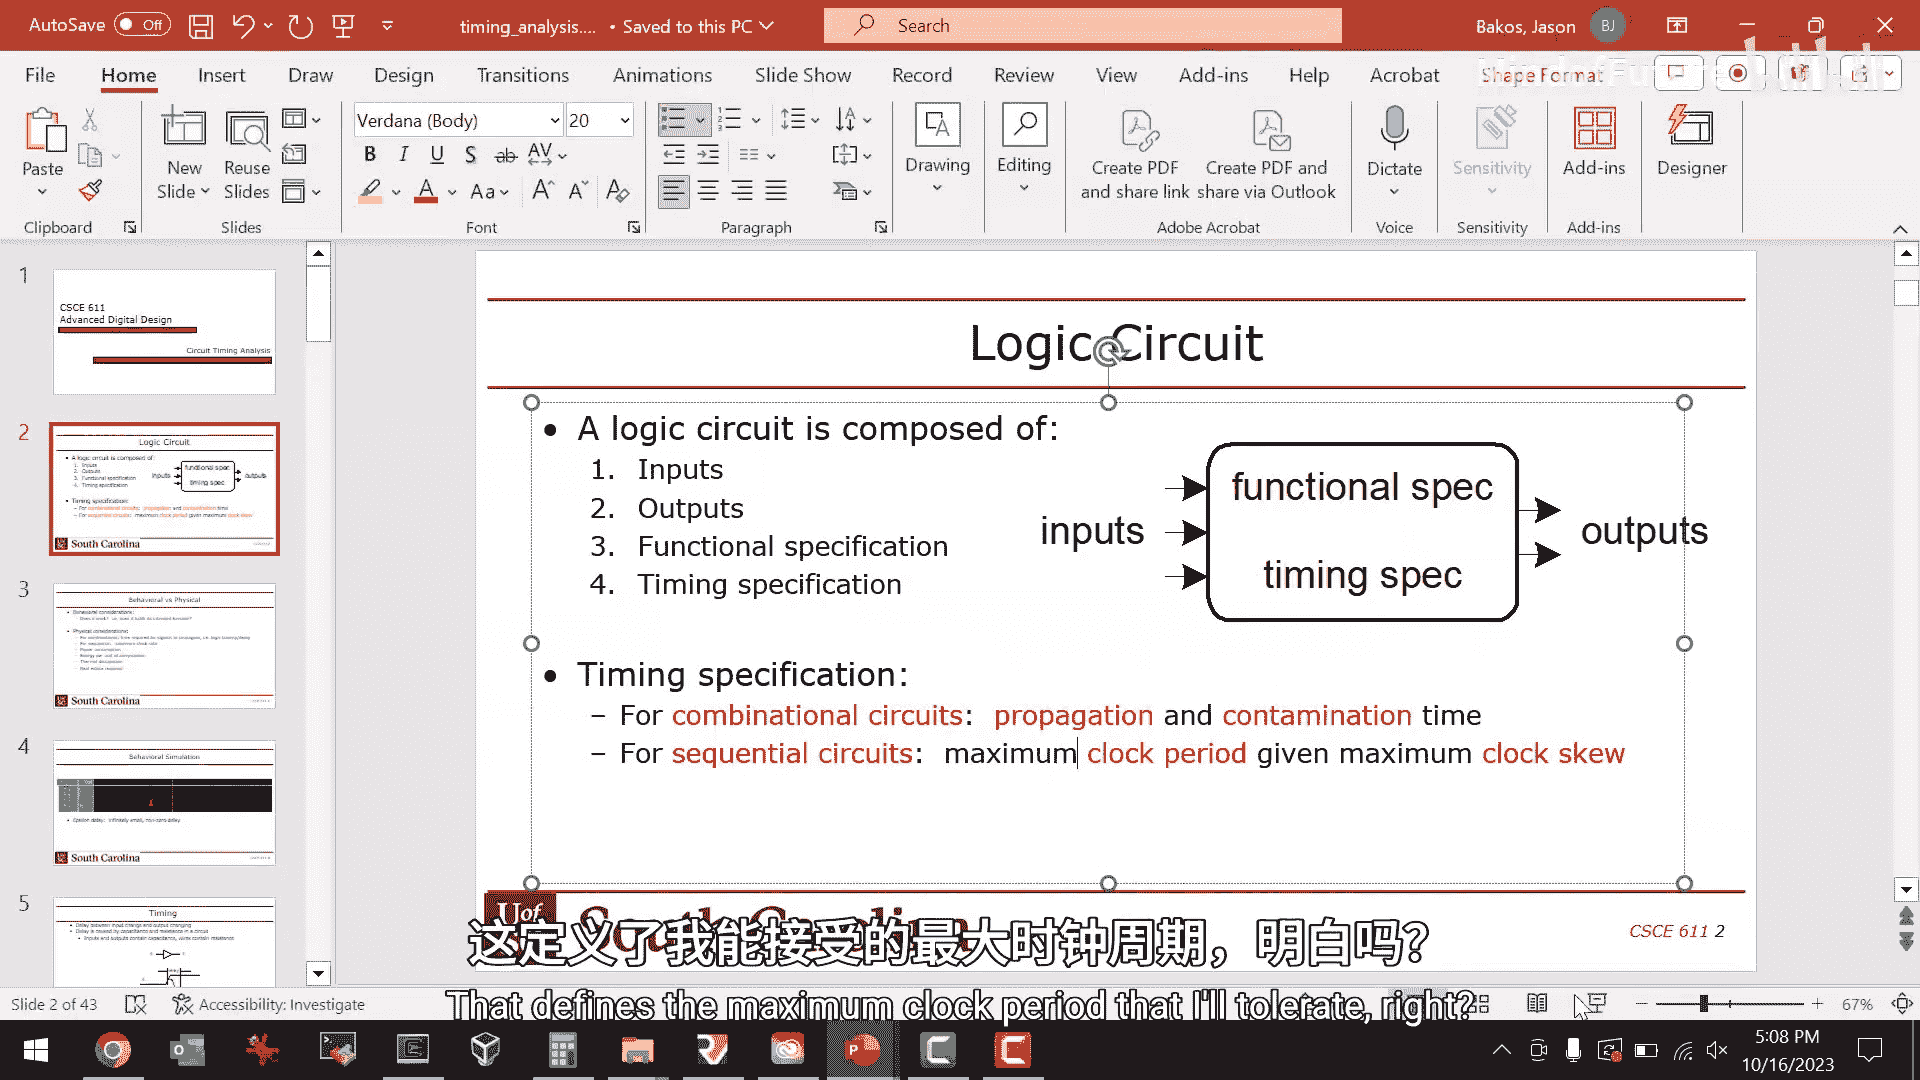 AutoSave Off
timing_analysis.... • Saved to this PC
Search
Bakos, Jason BJ
File Home Insert Draw Design Transitions Animations Slide Show Record Review View Add-ins Help Acrobat Shape Format
Verdana (Body) 20
Paste
New Slide
Reuse Slides
Drawing
Editing
Create PDF and share link
Create PDF and share via Outlook
Dictate
Sensitivity
Add-ins
Designer
Clipboard Slides Font Paragraph Adobe Acrobat Voice Sensitivity Add-ins
1
CSCE 611
Advanced Digital Design
Circuit Timing Analysis
2
Logic Circuit
South Carolina
3
Behavioral vs Physical
South Carolina
4
Behavioral Simulation
South Carolina
5
Timing
Logic Circuit
• A logic circuit is composed of:
1. Inputs
2. Outputs
3. Functional specification
4. Timing specification
inputs
functional spec
timing spec
outputs
• Timing specification:
– For combinational circuits: propagation and contamination time
– For sequential circuits: maximum clock period given maximum clock skew
CSCE 611 2
这定义了我能接受的最大时钟周期，明白吗？
That defines the maximum clock period that I'll tolerate, right?
Slide 2 of 43
Accessibility: Investigate
67%
5:08 PM
10/16/2023